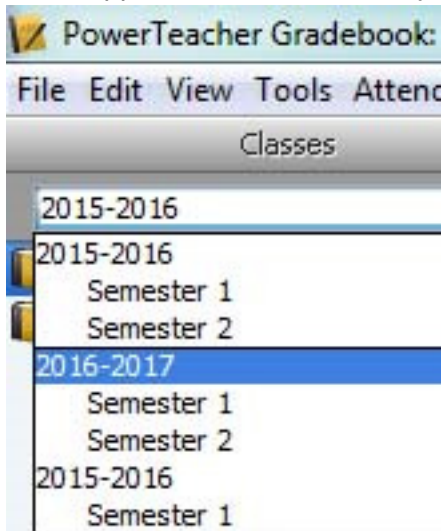 PowerTeacher Gradebook:
File Edit View Tools Attend
Classes
2015-2016
2015-2016
Semester 1
Semester 2
2016-2017
Semester 1
Semester 2
2015-2016
Semester 1